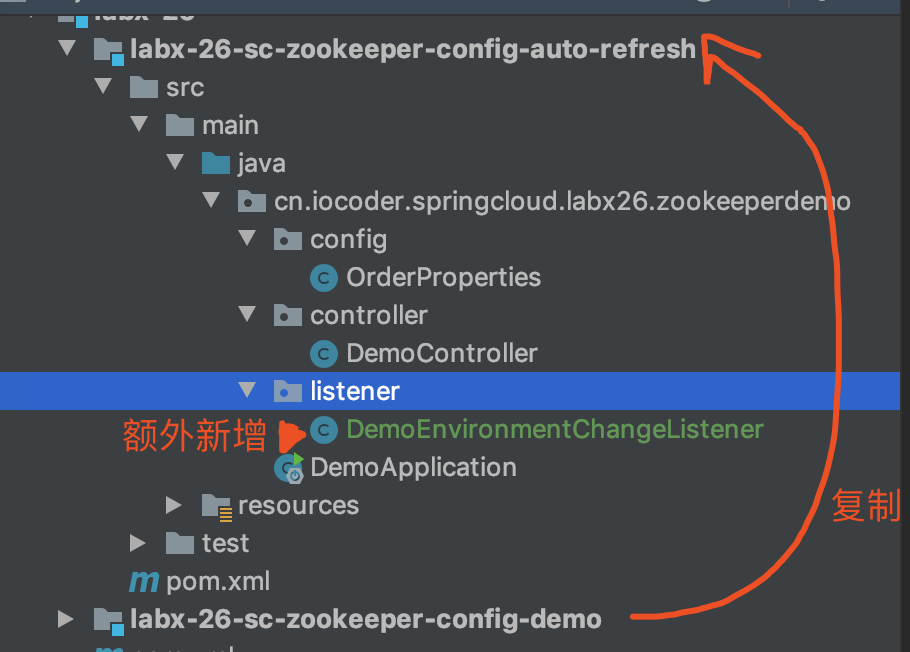 labx-26
labx-26-sc-zookeeper-config-auto-refresh
src
main
java
cn.iocoder.springcloud.labx26.zookeeperdemo
config
OrderProperties
controller
DemoController
listener
额外新增 DemoEnvironmentChangeListener
DemoApplication
resources
复制
test
pom.xml
labx-26-sc-zookeeper-config-demo